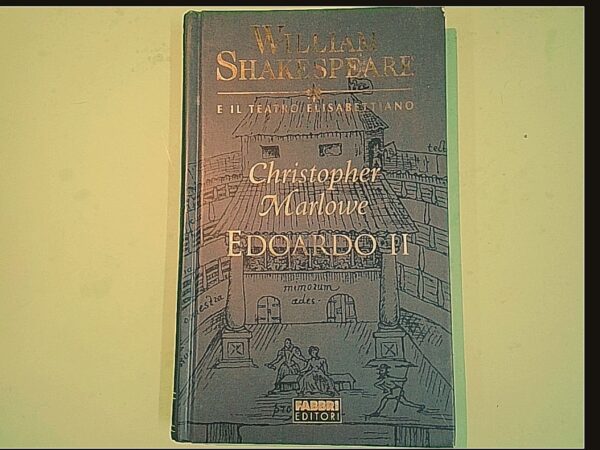 WILLIAM
SHAKESPEARE
E IL TEATRO ELISABETTIANO
Christopher
Marlowe
EDOARDO II
mimorum
ædes.
FABBRI
EDITORI